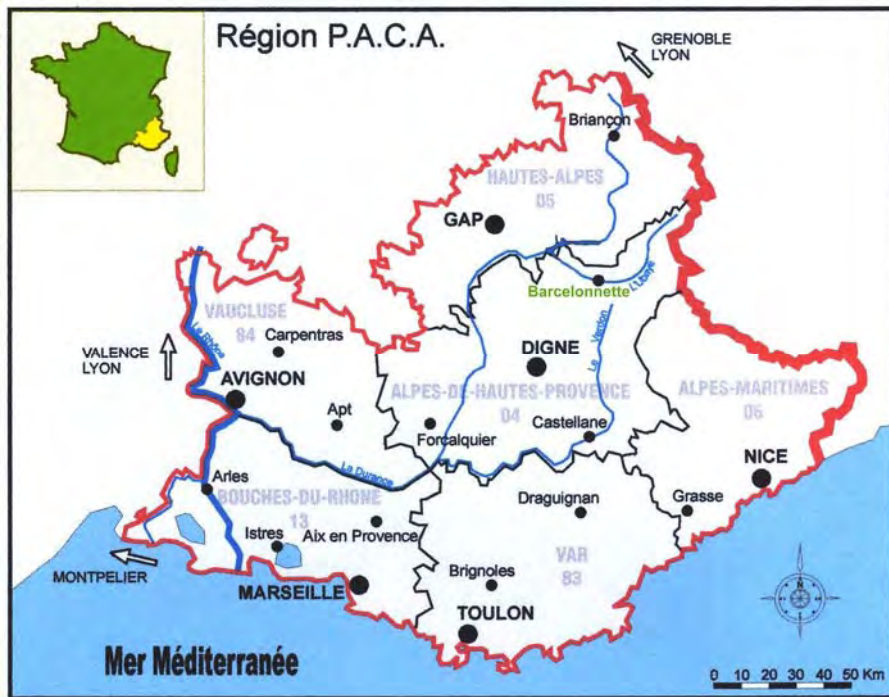 Région P.A.C.A.
GRENOBLE
LYON
Briançon
HAUTES-ALPES
05
GAP
Barcelonnette
L'Ubaye
VAUCLUSE
84
Le Rhône
Carpentras
VALENCE
LYON
AVIGNON
Apt
DIGNE
Le Verdon
ALPES-DE-HAUTES-PROVENCE
04
ALPES-MARITIMES
06
Forcalquier
Castellane
La Durance
NICE
Arles
BOUCHES-DU-RHONE
13
Draguignan
Grasse
Istres
Aix en Provence
VAR
83
MONTPELIER
MARSEILLE
Brignoles
TOULON
N
Mer Méditerranée
0 10 20 30 40 50 Km